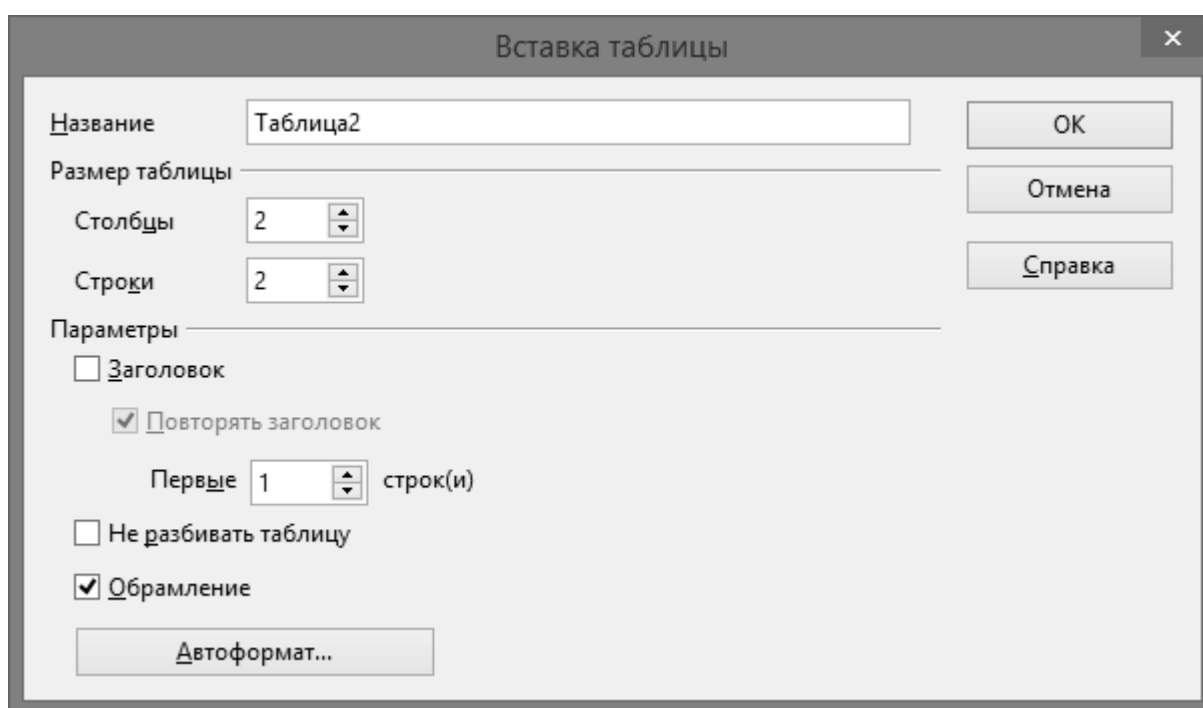 Вставка таблицы
Название Таблица2 OK
Размер таблицы
Отмена
Столбцы 2
Справка
Строки 2
Параметры
Заголовок
Повторять заголовок
Первые 1 строк(и)
Не разбивать таблицу
Обрамление
Автоформат...